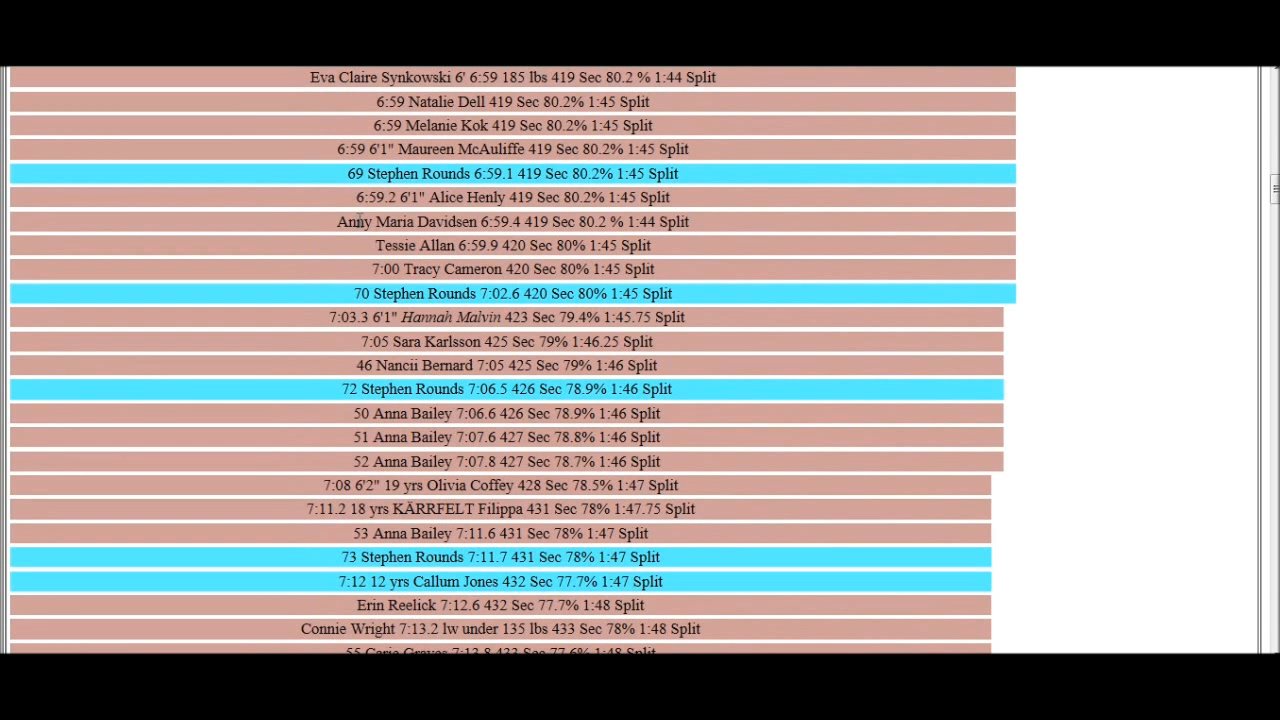 Eva Claire Synkowski 6' 6:59 185 lbs 419 Sec 80.2 % 1:44 Split
6:59 Natalie Dell 419 Sec 80.2% 1:45 Split
6:59 Melanie Kok 419 Sec 80.2% 1:45 Split
6:59 6'1" Maureen McAuliffe 419 Sec 80.2% 1:45 Split
69 Stephen Rounds 6:59.1 419 Sec 80.2% 1:45 Split
6:59.2 6'1" Alice Henly 419 Sec 80.2% 1:45 Split
Anny Maria Davidsen 6:59.4 419 Sec 80.2 % 1:44 Split
Tessie Allan 6:59.9 420 Sec 80% 1:45 Split
7:00 Tracy Cameron 420 Sec 80% 1:45 Split
70 Stephen Rounds 7:02.6 420 Sec 80% 1:45 Split
7:03.3 6'1" Hannah Malvin 423 Sec 79.4% 1:45.75 Split
7:05 Sara Karlsson 425 Sec 79% 1:46.25 Split
46 Nancii Bernard 7:05 425 Sec 79% 1:46 Split
72 Stephen Rounds 7:06.5 426 Sec 78.9% 1:46 Split
50 Anna Bailey 7:06.6 426 Sec 78.9% 1:46 Split
51 Anna Bailey 7:07.6 427 Sec 78.8% 1:46 Split
52 Anna Bailey 7:07.8 427 Sec 78.7% 1:46 Split
7:08 6'2" 19 yrs Olivia Coffey 428 Sec 78.5% 1:47 Split
7:11.2 18 yrs KÄRRFELT Filippa 431 Sec 78% 1:47.75 Split
53 Anna Bailey 7:11.6 431 Sec 78% 1:47 Split
73 Stephen Rounds 7:11.7 431 Sec 78% 1:47 Split
7:12 12 yrs Callum Jones 432 Sec 77.7% 1:47 Split
Erin Reelick 7:12.6 432 Sec 77.7% 1:48 Split
Connie Wright 7:13.2 lw under 135 lbs 433 Sec 78% 1:48 Split
55 Carie Graves 7:13.8 433 Sec 77.6% 1:48 Split